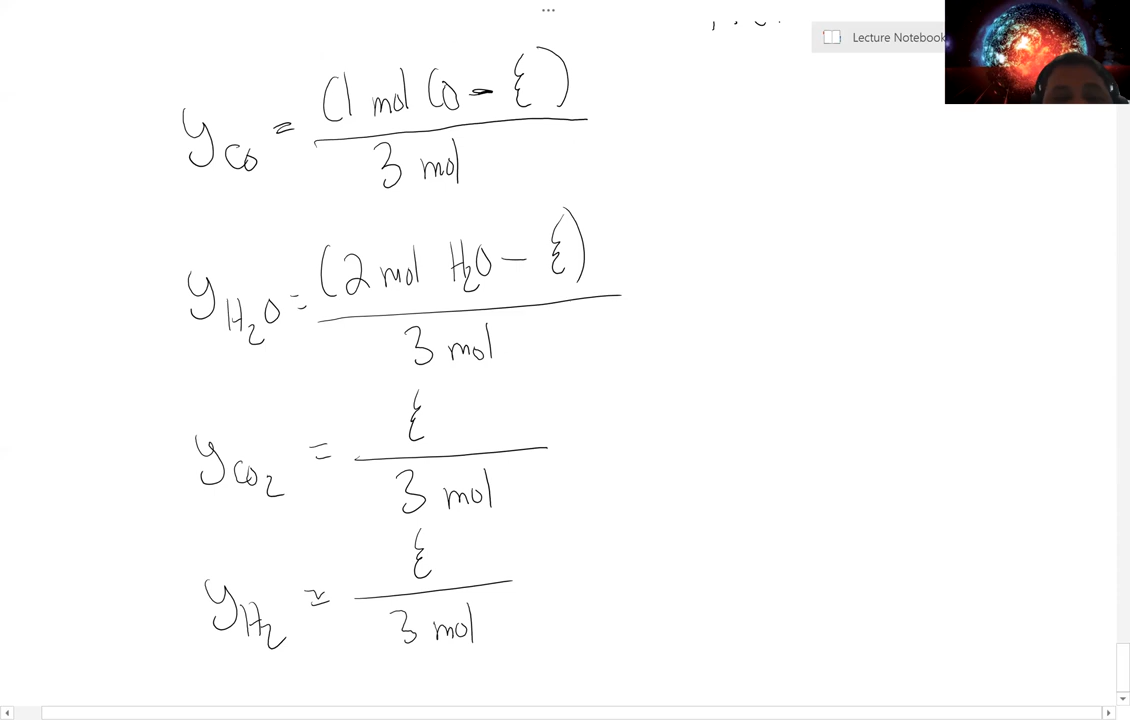 Lecture Notebook
y_CO = (1 mol CO - ξ) / 3 mol
y_H₂O = (2 mol H₂O - ξ) / 3 mol
y_CO₂ = ξ / 3 mol
y_H₂ = ξ / 3 mol